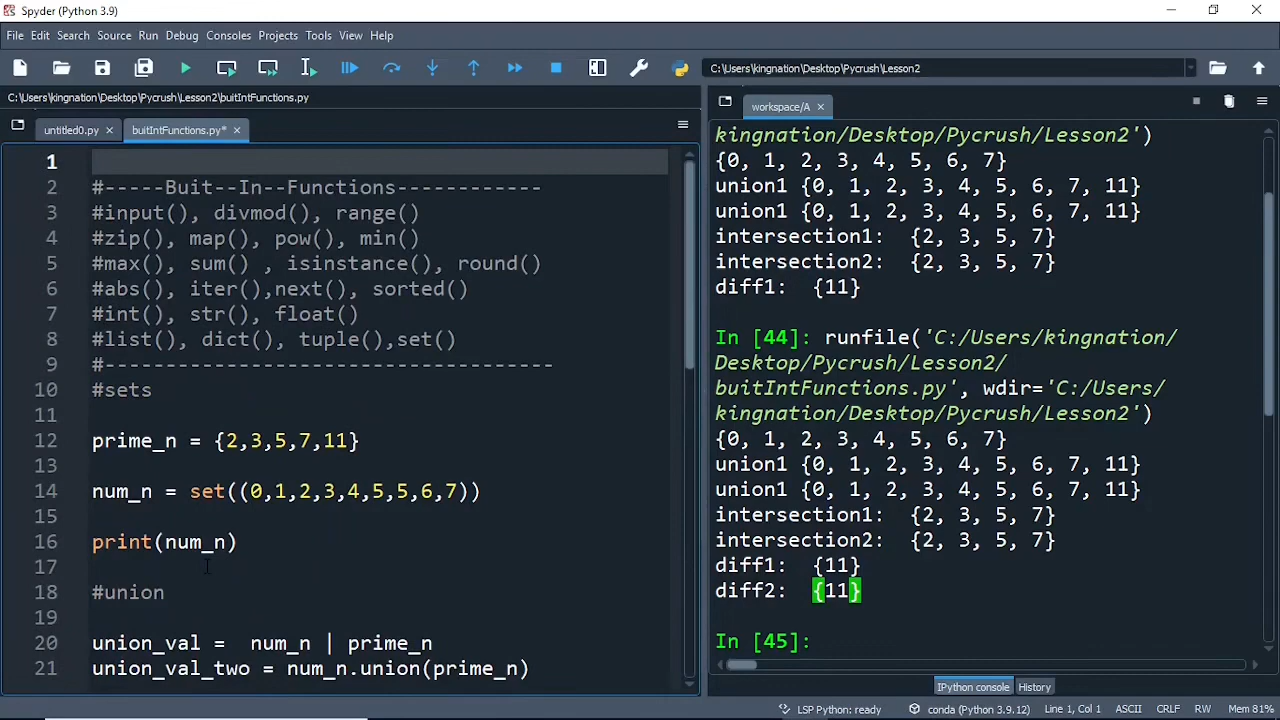 Spyder (Python 3.9)
File Edit Search Source Run Debug Consoles Projects Tools View Help
C:\Users\kingnation\Desktop\Pycrush\Lesson2
C:\Users\kingnation\Desktop\Pycrush\Lesson2\buitIntFunctions.py
untitled0.py buitIntFunctions.py*
1
2 #-----Buit--In--Functions------------
3 #input(), divmod(), range()
4 #zip(), map(), pow(), min()
5 #max(), sum() , isinstance(), round()
6 #abs(), iter(),next(), sorted()
7 #int(), str(), float()
8 #list(), dict(), tuple(),set()
9 #-------------------------------------
10 #sets
11
12 prime_n = {2,3,5,7,11}
13
14 num_n = set((0,1,2,3,4,5,5,6,7))
15
16 print(num_n)
17
18 #union
19
20 union_val =  num_n | prime_n
21 union_val_two = num_n.union(prime_n)
workspace/A
kingnation/Desktop/Pycrush/Lesson2')
{0, 1, 2, 3, 4, 5, 6, 7}
union1 {0, 1, 2, 3, 4, 5, 6, 7, 11}
union1 {0, 1, 2, 3, 4, 5, 6, 7, 11}
intersection1:  {2, 3, 5, 7}
intersection2:  {2, 3, 5, 7}
diff1:  {11}
In [44]: runfile('C:/Users/kingnation/
Desktop/Pycrush/Lesson2/
buitIntFunctions.py', wdir='C:/Users/
kingnation/Desktop/Pycrush/Lesson2')
{0, 1, 2, 3, 4, 5, 6, 7}
union1 {0, 1, 2, 3, 4, 5, 6, 7, 11}
union1 {0, 1, 2, 3, 4, 5, 6, 7, 11}
intersection1:  {2, 3, 5, 7}
intersection2:  {2, 3, 5, 7}
diff1:  {11}
diff2:  {11}
In [45]:
IPython console History
LSP Python: ready conda (Python 3.9.12) Line 1, Col 1 ASCII CRLF RW Mem 81%